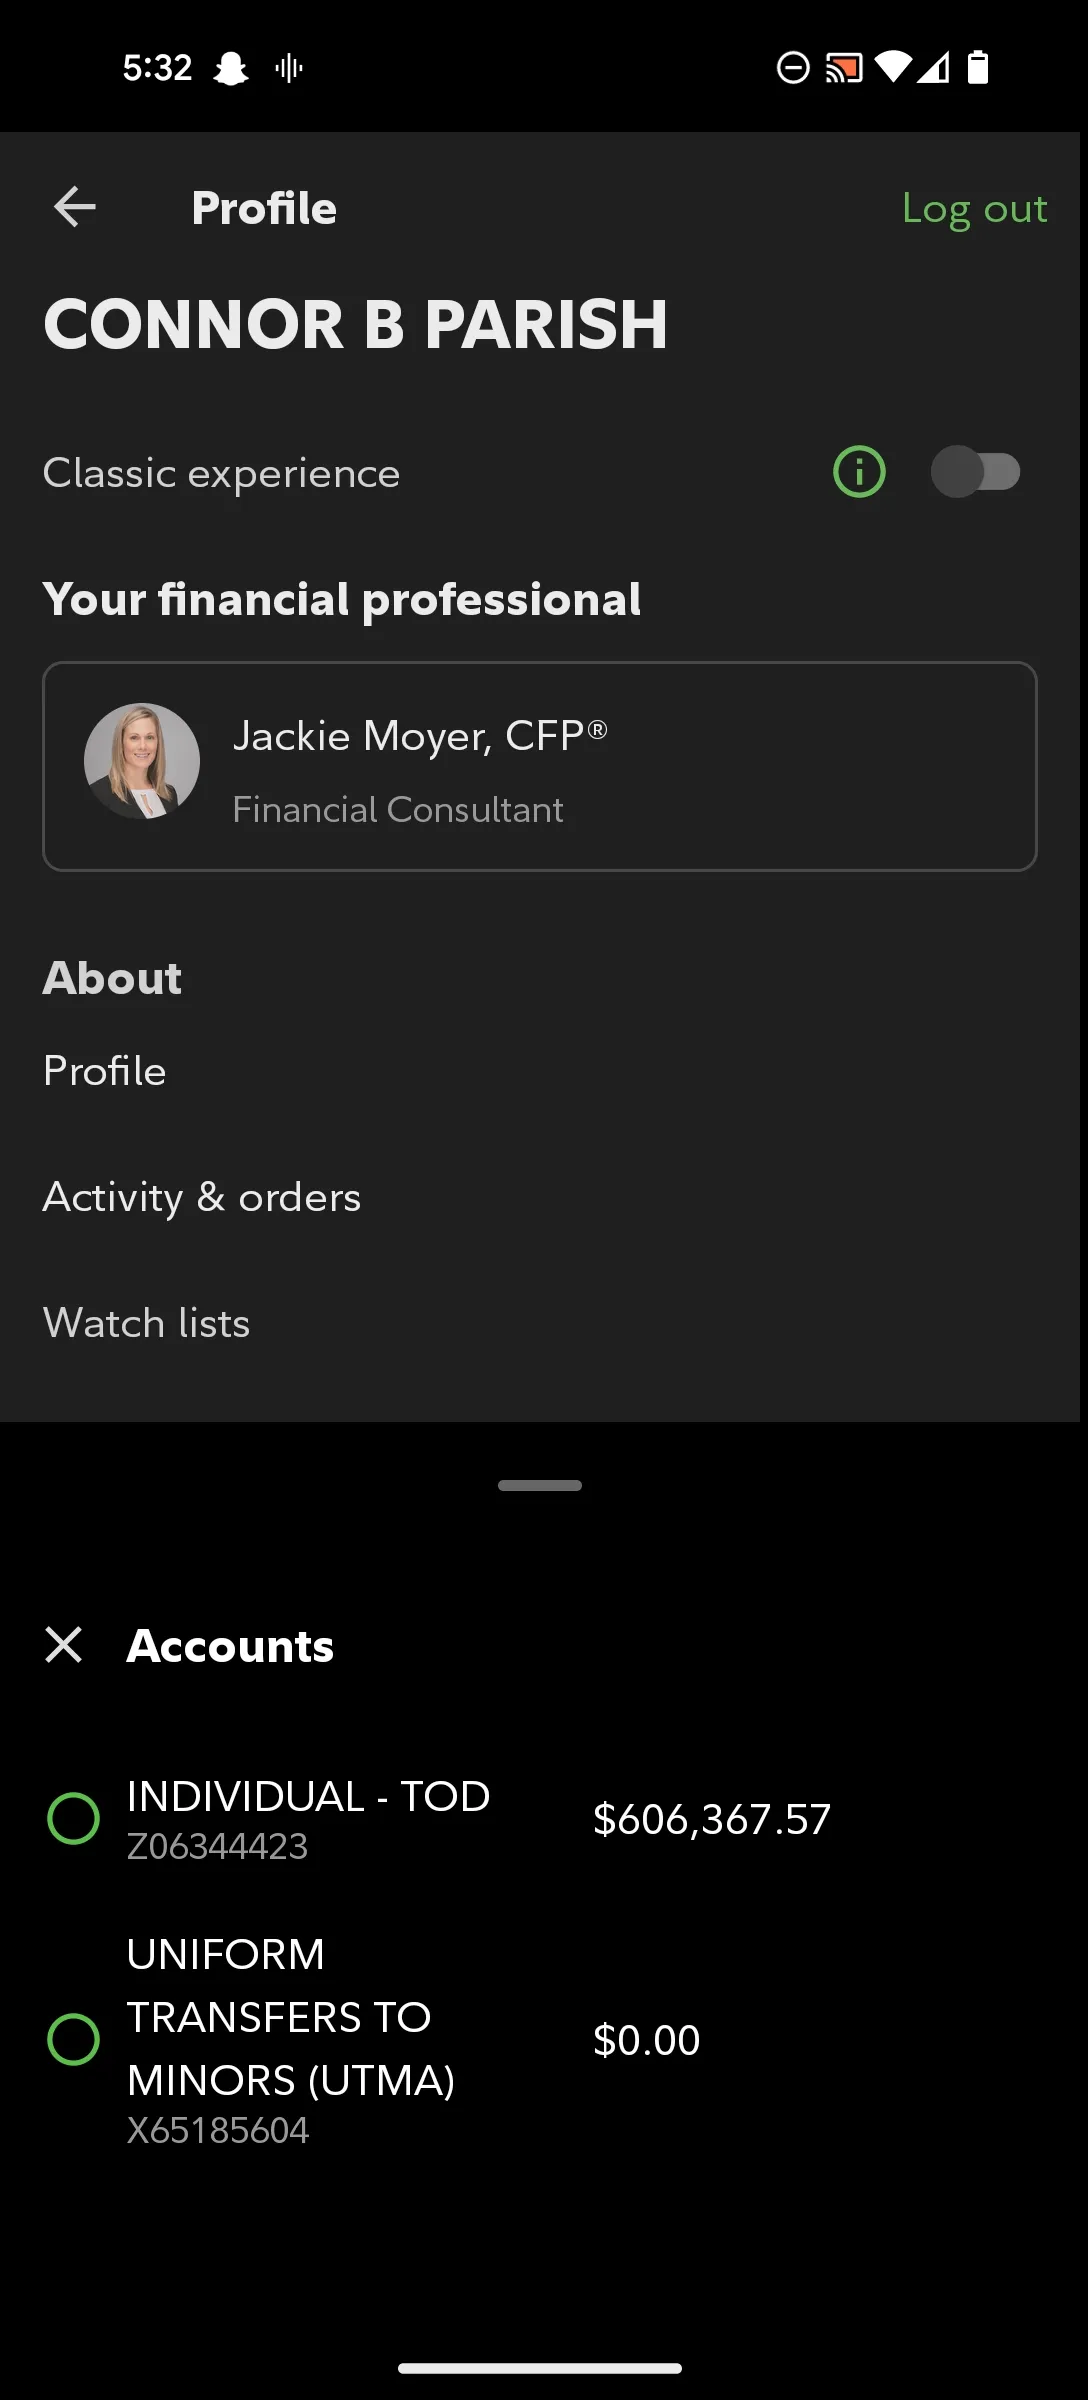 5:32
Profile
Log out
CONNOR B PARISH
Classic experience
Your financial professional
Jackie Moyer, CFP®
Financial Consultant
About
Profile
Activity & orders
Watch lists
Accounts
INDIVIDUAL - TOD
Z06344423
$606,367.57
UNIFORM
TRANSFERS TO
MINORS (UTMA)
X65185604
$0.00